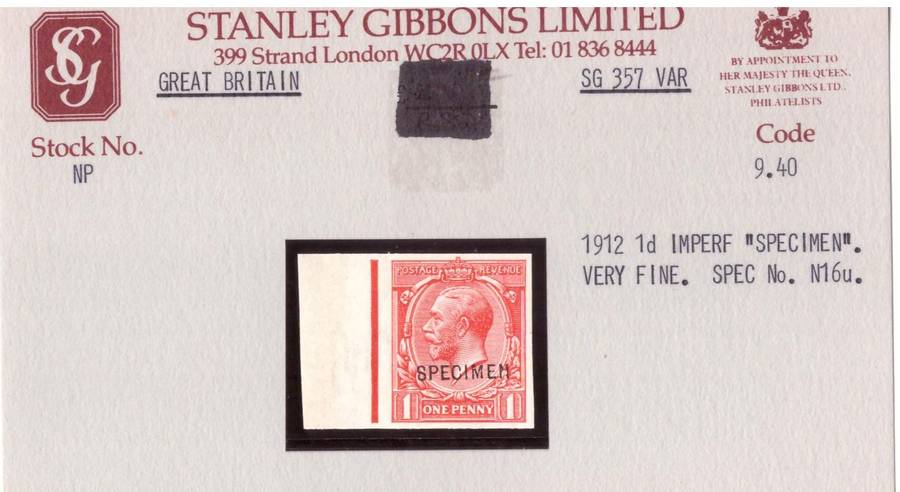 STANLEY GIBBONS LIMITED
399 Strand London WC2R 0LX Tel: 01 836 8444
SG
GREAT BRITAIN
SG 357 VAR
BY APPOINTMENT TO
HER MAJESTY THE QUEEN,
STANLEY GIBBONS LTD.,
PHILATELISTS
Stock No.
NP
Code
9.40
1912 1d IMPERF "SPECIMEN".
VERY FINE. SPEC No. N16u.
POSTAGE REVENUE
SPECIMEN
1 ONE PENNY 1